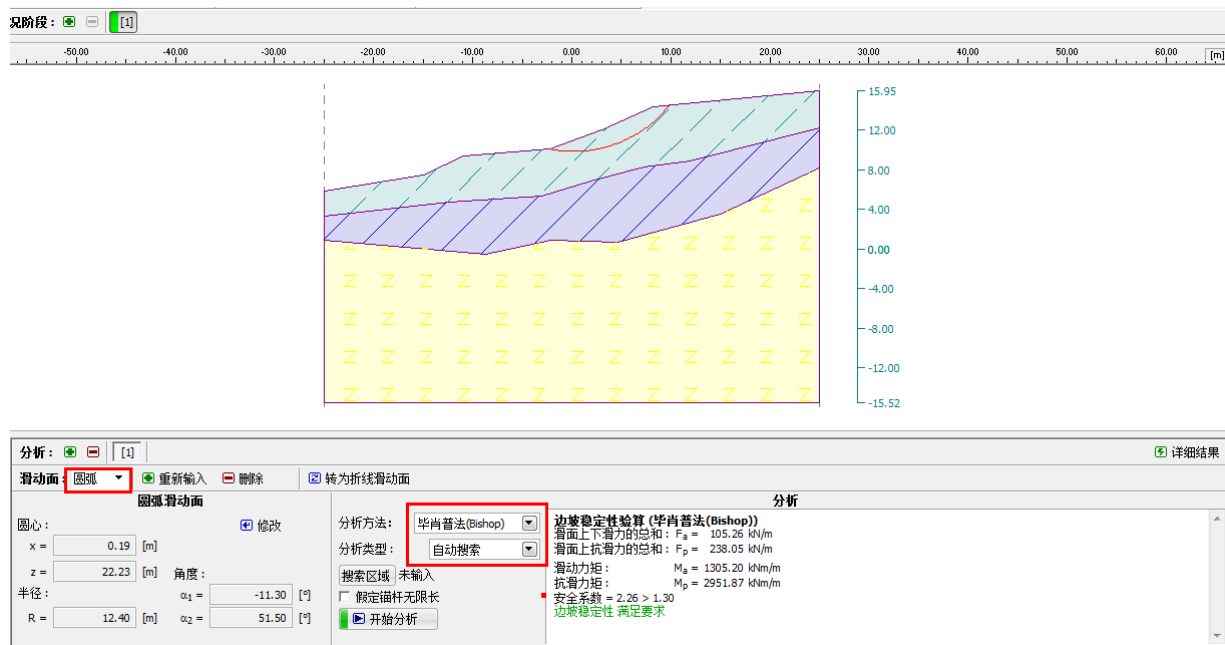 况阶段： [1]
-50.00 -40.00 -30.00 -20.00 -10.00 0.00 10.00 20.00 30.00 40.00 50.00 60.00 [m]
15.95
12.00
8.00
4.00
0.00
-4.00
-8.00
-12.00
-15.52
分析： [1] 详细结果
滑动面： 圆弧 重新输入 删除 转为折线滑动面
圆弧滑动面
圆心： 修改
x = 0.19 [m]
z = 22.23 [m] 角度：
半径： α1 = -11.30 [°]
R = 12.40 [m] α2 = 51.50 [°]
分析
分析方法： 毕肖普法(Bishop)
分析类型： 自动搜索
搜索区域 未输入
假定锚杆无限长
开始分析
边坡稳定性验算 (毕肖普法(Bishop))
滑面上下滑力的总和： Fa = 105.26 kN/m
滑面上抗滑力的总和： Fp = 238.05 kN/m
滑动力矩： Ma = 1305.20 kNm/m
抗滑力矩： Mp = 2951.87 kNm/m
安全系数 = 2.26 > 1.30
边坡稳定性 满足要求